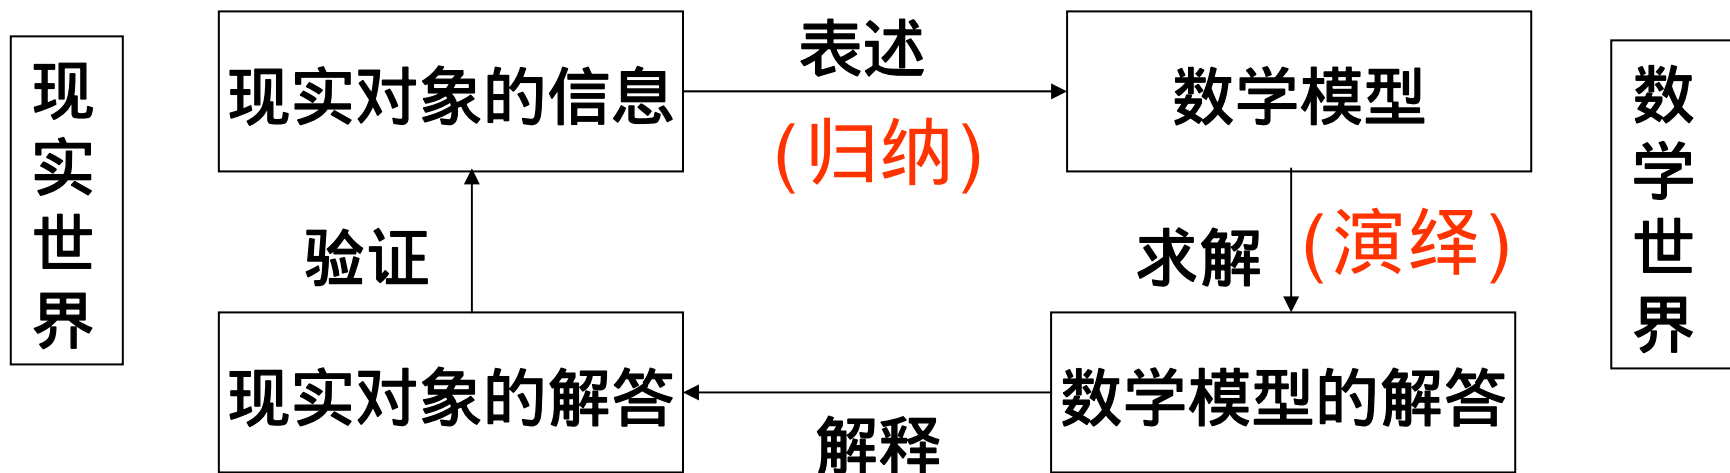 现实世界
现实对象的信息
表述
(归纳)
数学模型
数学世界
验证
求解
(演绎)
现实对象的解答
解释
数学模型的解答